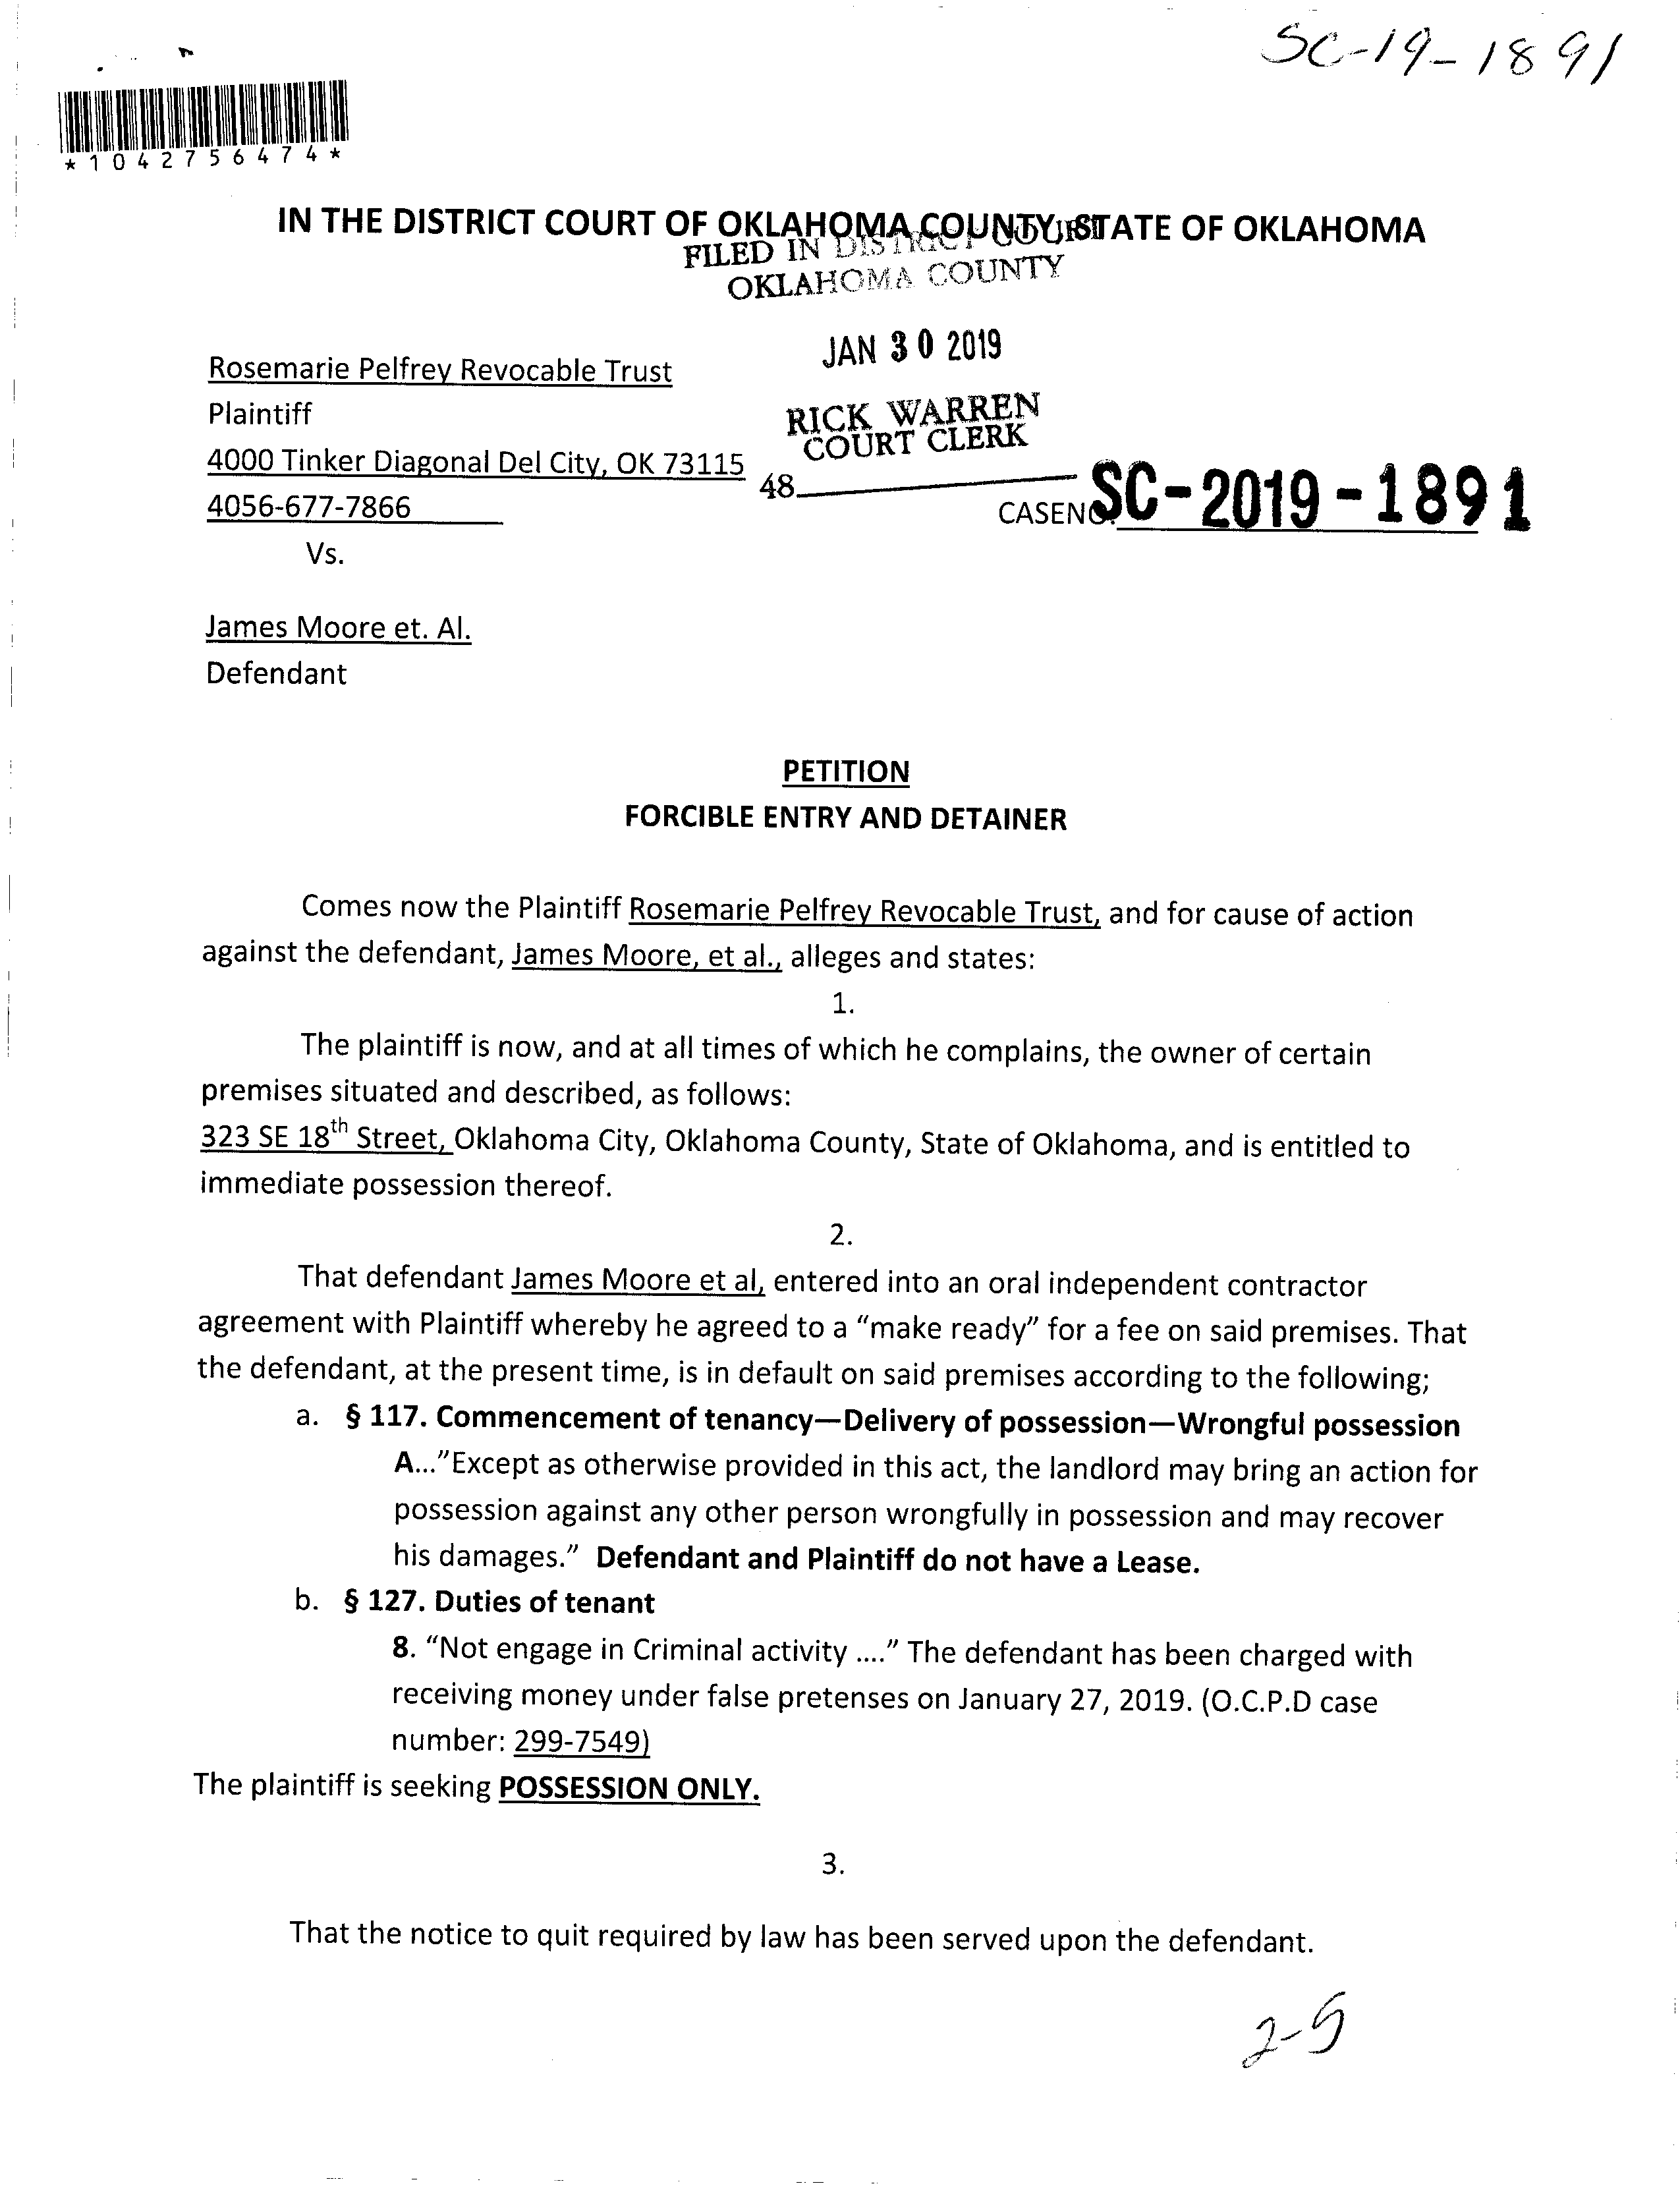 SC-19-1891
*1042756474*
IN THE DISTRICT COURT OF OKLAHOMA COUNTY, STATE OF OKLAHOMA
FILED IN DISTRICT COURT
OKLAHOMA COUNTY
JAN 30 2019
RICK WARREN
COURT CLERK
48
Rosemarie Pelfrey Revocable Trust
Plaintiff
4000 Tinker Diagonal Del City, OK 73115
4056-677-7866
CASE NO. SC-2019-1891
Vs.
James Moore et. Al.
Defendant
PETITION
FORCIBLE ENTRY AND DETAINER
Comes now the Plaintiff Rosemarie Pelfrey Revocable Trust, and for cause of action
against the defendant, James Moore, et al., alleges and states:
1.
The plaintiff is now, and at all times of which he complains, the owner of certain
premises situated and described, as follows:
323 SE 18th Street, Oklahoma City, Oklahoma County, State of Oklahoma, and is entitled to
immediate possession thereof.
2.
That defendant James Moore et al, entered into an oral independent contractor
agreement with Plaintiff whereby he agreed to a “make ready” for a fee on said premises. That
the defendant, at the present time, is in default on said premises according to the following;
a. § 117. Commencement of tenancy—Delivery of possession—Wrongful possession
A...”Except as otherwise provided in this act, the landlord may bring an action for
possession against any other person wrongfully in possession and may recover
his damages.” Defendant and Plaintiff do not have a Lease.
b. § 127. Duties of tenant
8. “Not engage in Criminal activity ....” The defendant has been charged with
receiving money under false pretenses on January 27, 2019. (O.C.P.D case
number: 299-7549)
The plaintiff is seeking POSSESSION ONLY.
3.
That the notice to quit required by law has been served upon the defendant.
2-5